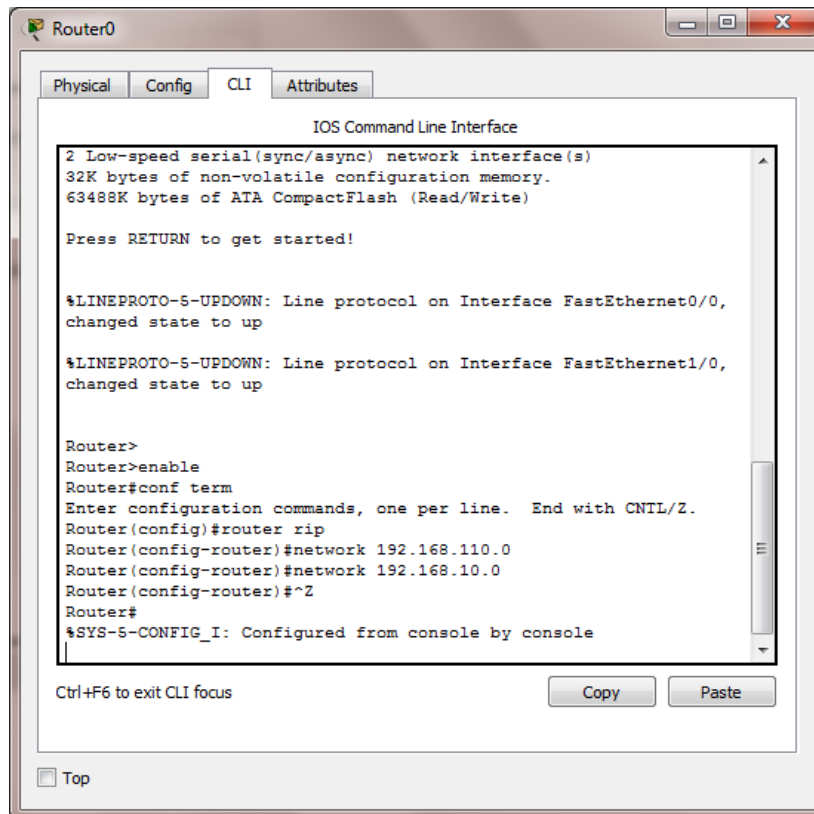 Router0
Physical Config CLI Attributes
IOS Command Line Interface
2 Low-speed serial(sync/async) network interface(s)
32K bytes of non-volatile configuration memory.
63488K bytes of ATA CompactFlash (Read/Write)
Press RETURN to get started!
%LINEPROTO-5-UPDOWN: Line protocol on Interface FastEthernet0/0,
changed state to up
%LINEPROTO-5-UPDOWN: Line protocol on Interface FastEthernet1/0,
changed state to up
Router>
Router>enable
Router#conf term
Enter configuration commands, one per line.  End with CNTL/Z.
Router(config)#router rip
Router(config-router)#network 192.168.110.0
Router(config-router)#network 192.168.10.0
Router(config-router)#^Z
Router#
%SYS-5-CONFIG_I: Configured from console by console
Ctrl+F6 to exit CLI focus
Copy Paste
Top